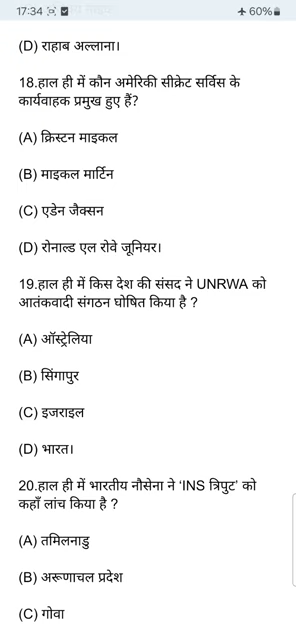 17:34
60%
(D) राहाब अल्लाना।
18.हाल ही में कौन अमेरिकी सीक्रेट सर्विस के
कार्यवाहक प्रमुख हुए हैं?
(A) क्रिस्टन माइकल
(B) माइकल मार्टिन
(C) एडेन जैक्सन
(D) रोनाल्ड एल रोवे जूनियर।
19.हाल ही में किस देश की संसद ने UNRWA को
आतंकवादी संगठन घोषित किया है ?
(A) ऑस्ट्रेलिया
(B) सिंगापुर
(C) इजराइल
(D) भारत।
20.हाल ही में भारतीय नौसेना ने ‘INS त्रिपुट’ को
कहाँ लांच किया है ?
(A) तमिलनाडु
(B) अरूणाचल प्रदेश
(C) गोवा